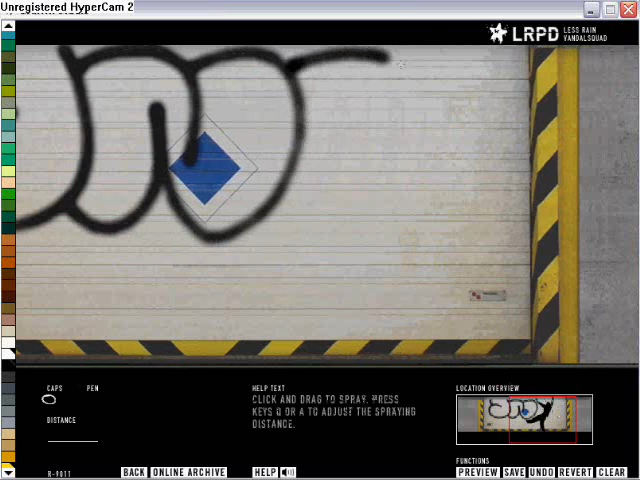 Unregistered HyperCam 2
LRPD
LESS RAIN
VANDALSQUAD
CAPS PEN
DISTANCE
R-9011
HELP TEXT
CLICK AND DRAG TO SPRAY. PRESS
KEYS Q OR A TO ADJUST THE SPRAYING
DISTANCE.
LOCATION OVERVIEW
FUNCTIONS
BACK ONLINE ARCHIVE HELP
PREVIEW SAVE UNDO REVERT CLEAR